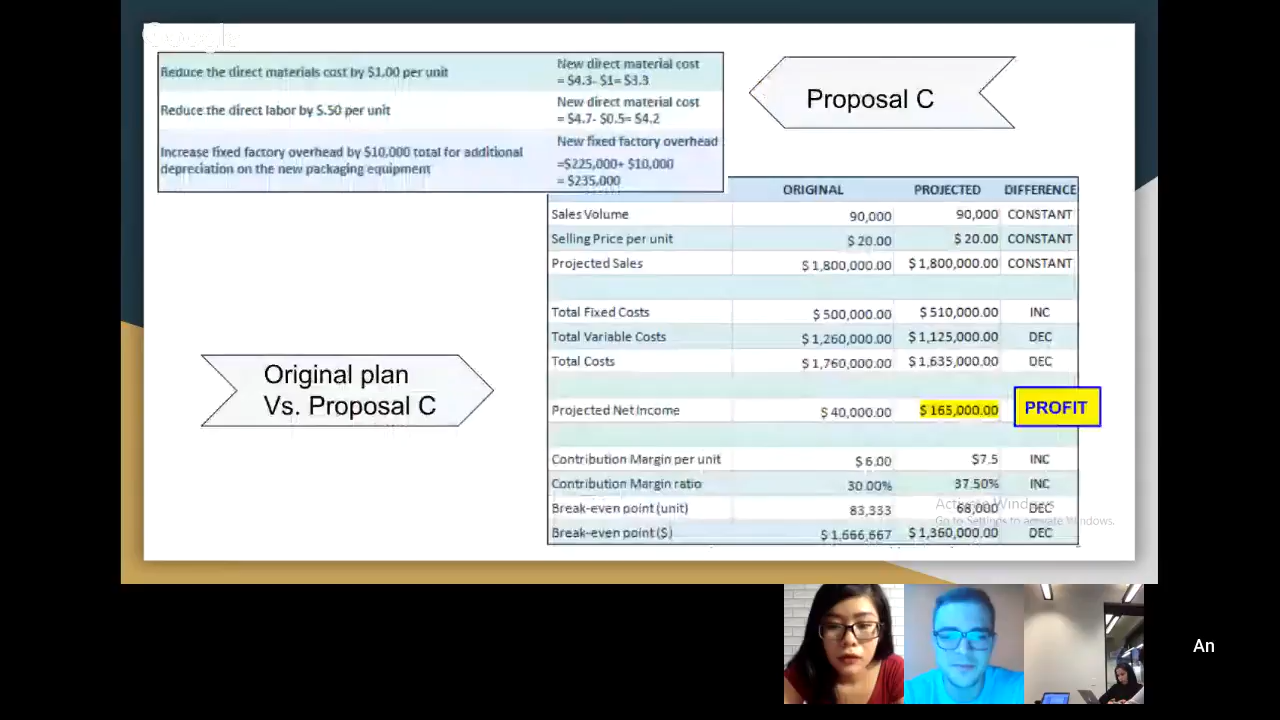 Reduce the direct materials cost by $1.00 per unit
New direct material cost
= $4.3- $1= $3.3
Reduce the direct labor by $.50 per unit
New direct material cost
= $4.7- $0.5= $4.2
Increase fixed factory overhead by $10,000 total for additional
depreciation on the new packaging equipment
New fixed factory overhead
=$225,000+ $10,000
= $235,000
Proposal C
Original plan
Vs. Proposal C
ORIGINAL PROJECTED DIFFERENCE
Sales Volume 90,000 90,000 CONSTANT
Selling Price per unit $ 20.00 $ 20.00 CONSTANT
Projected Sales $ 1,800,000.00 $ 1,800,000.00 CONSTANT
Total Fixed Costs $ 500,000.00 $ 510,000.00 INC
Total Variable Costs $ 1,260,000.00 $ 1,125,000.00 DEC
Total Costs $ 1,760,000.00 $ 1,635,000.00 DEC
Projected Net Income $ 40,000.00 $ 165,000.00 PROFIT
Contribution Margin per unit $ 6.00 $7.5 INC
Contribution Margin ratio 30.00% 37.50% INC
Break-even point (unit) 83,333 68,000 DEC
Break-even point ($) $ 1,666,667 $ 1,360,000.00 DEC
Activate Windows
Go to Settings to activate Windows.
An